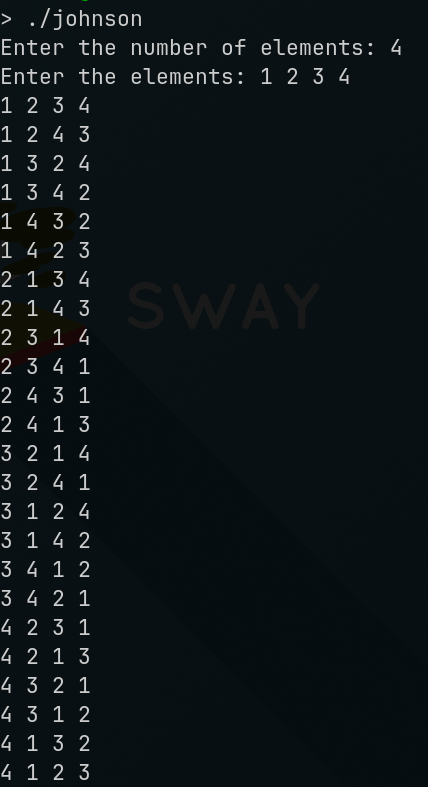 > ./johnson
Enter the number of elements: 4
Enter the elements: 1 2 3 4
1 2 3 4
1 2 4 3
1 3 2 4
1 3 4 2
1 4 3 2
1 4 2 3
2 1 3 4
2 1 4 3
2 3 1 4
2 3 4 1
2 4 3 1
2 4 1 3
3 2 1 4
3 2 4 1
3 1 2 4
3 1 4 2
3 4 1 2
3 4 2 1
4 2 3 1
4 2 1 3
4 3 2 1
4 3 1 2
4 1 3 2
4 1 2 3
SWAY